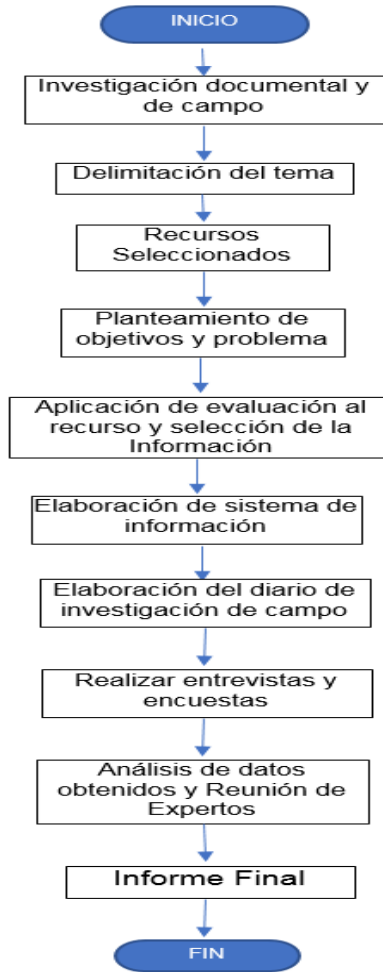 INICIO
Investigación documental y
de campo
Delimitación del tema
Recursos
Seleccionados
Planteamiento de
objetivos y problema
Aplicación de evaluación al
recurso y selección de la
Información
Elaboración de sistema de
información
Elaboración del diario de
investigación de campo
Realizar entrevistas y
encuestas
Análisis de datos
obtenidos y Reunión de
Expertos
Informe Final
FIN